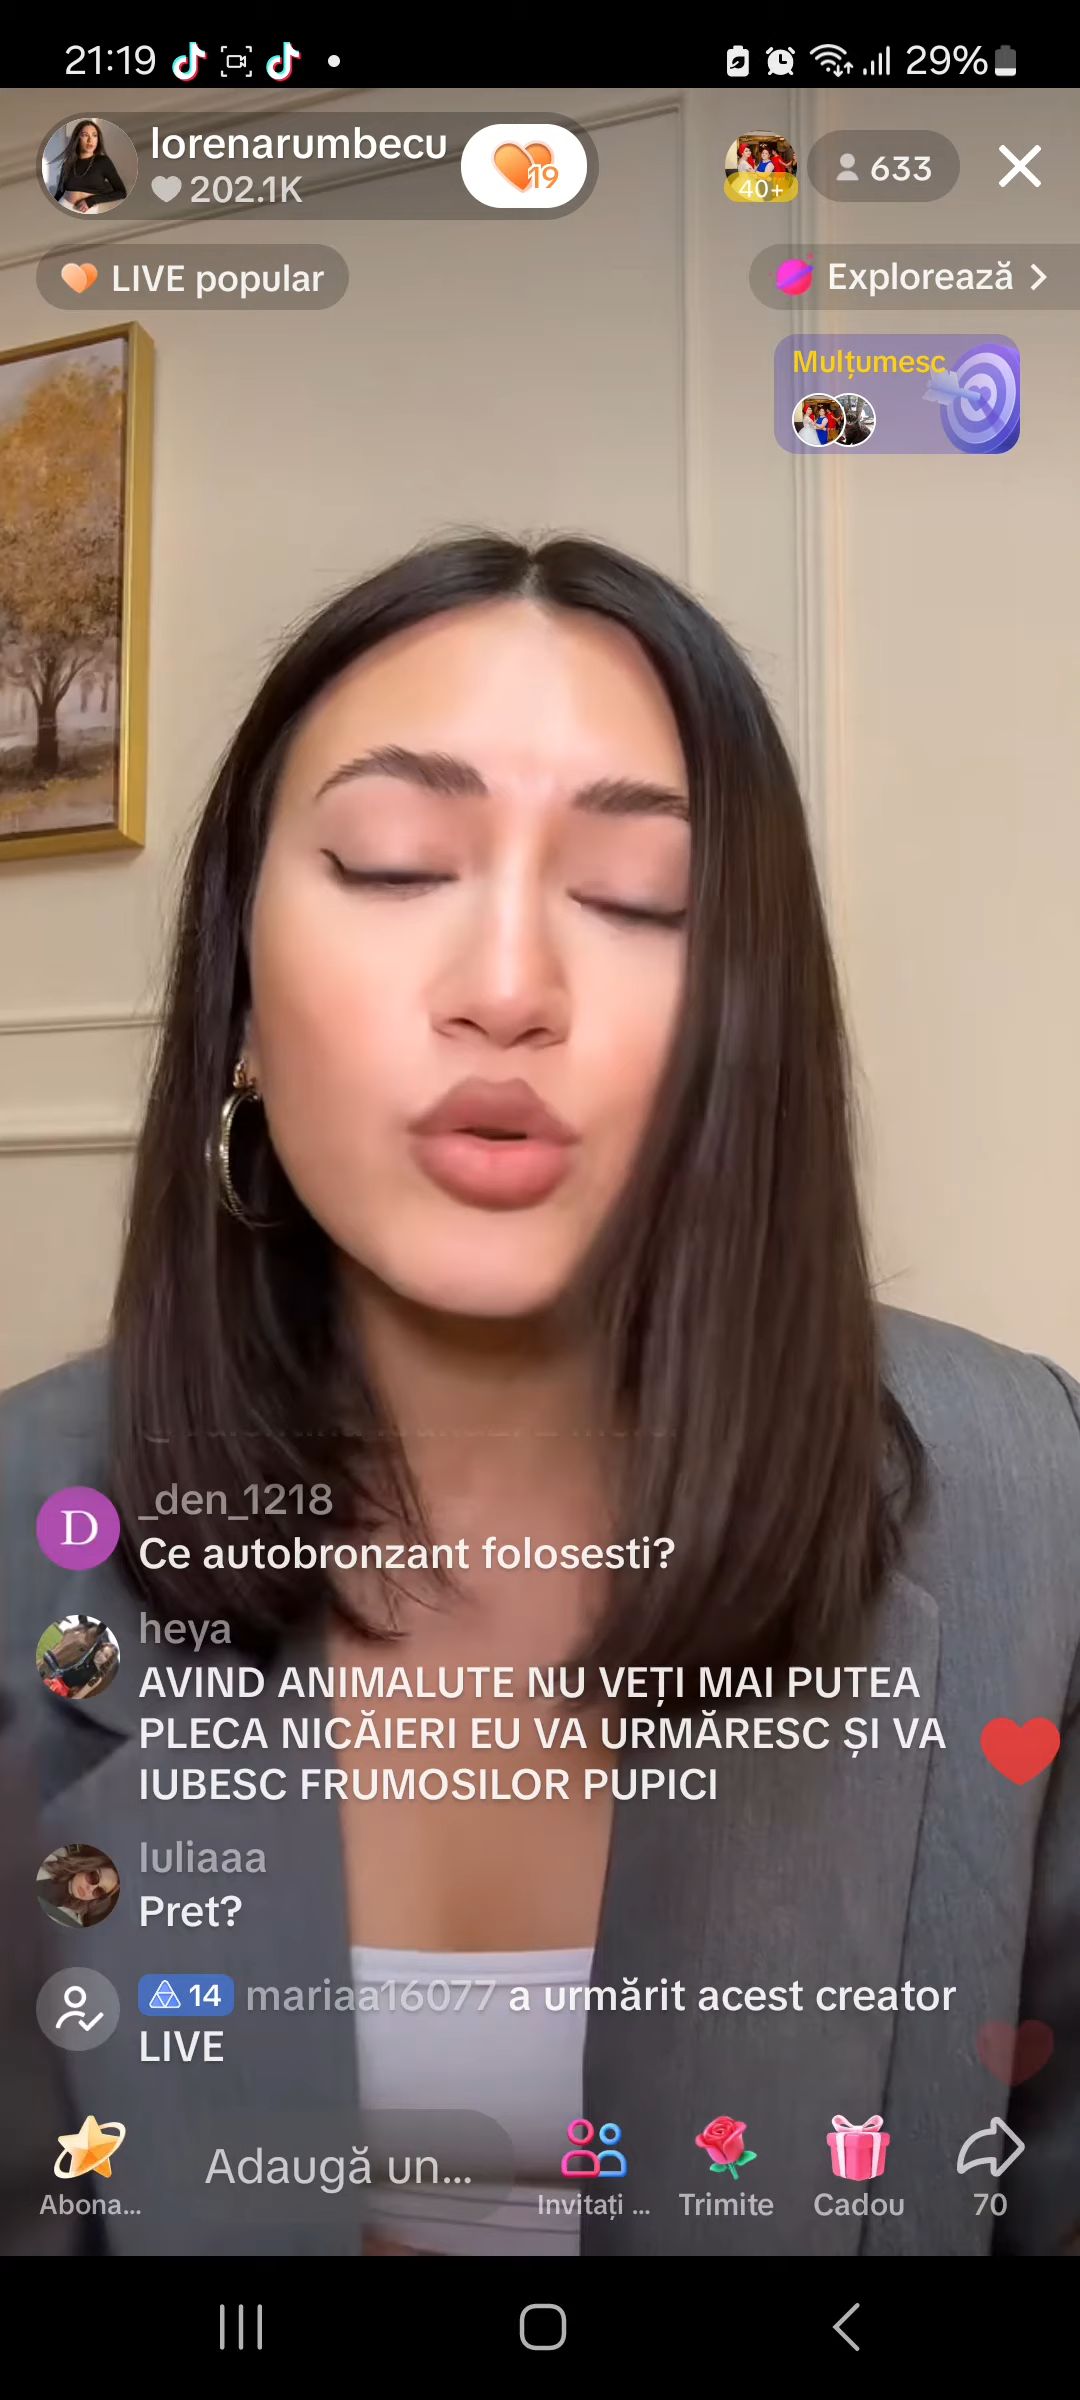 21:19
29%
lorenarumbecu
202.1K
19
40+
633
LIVE popular
Explorează
Mulțumesc
_den_1218
Ce autobronzant folosesti?
heya
AVIND ANIMALUTE NU VEȚI MAI PUTEA
PLECA NICĂIERI EU VA URMĂRESC ȘI VA
IUBESC FRUMOSILOR PUPICI
Iuliaaa
Pret?
14 mariaa16077 a urmărit acest creator
LIVE
Adaugă un...
Abona...
Invitați ...
Trimite
Cadou
70
D